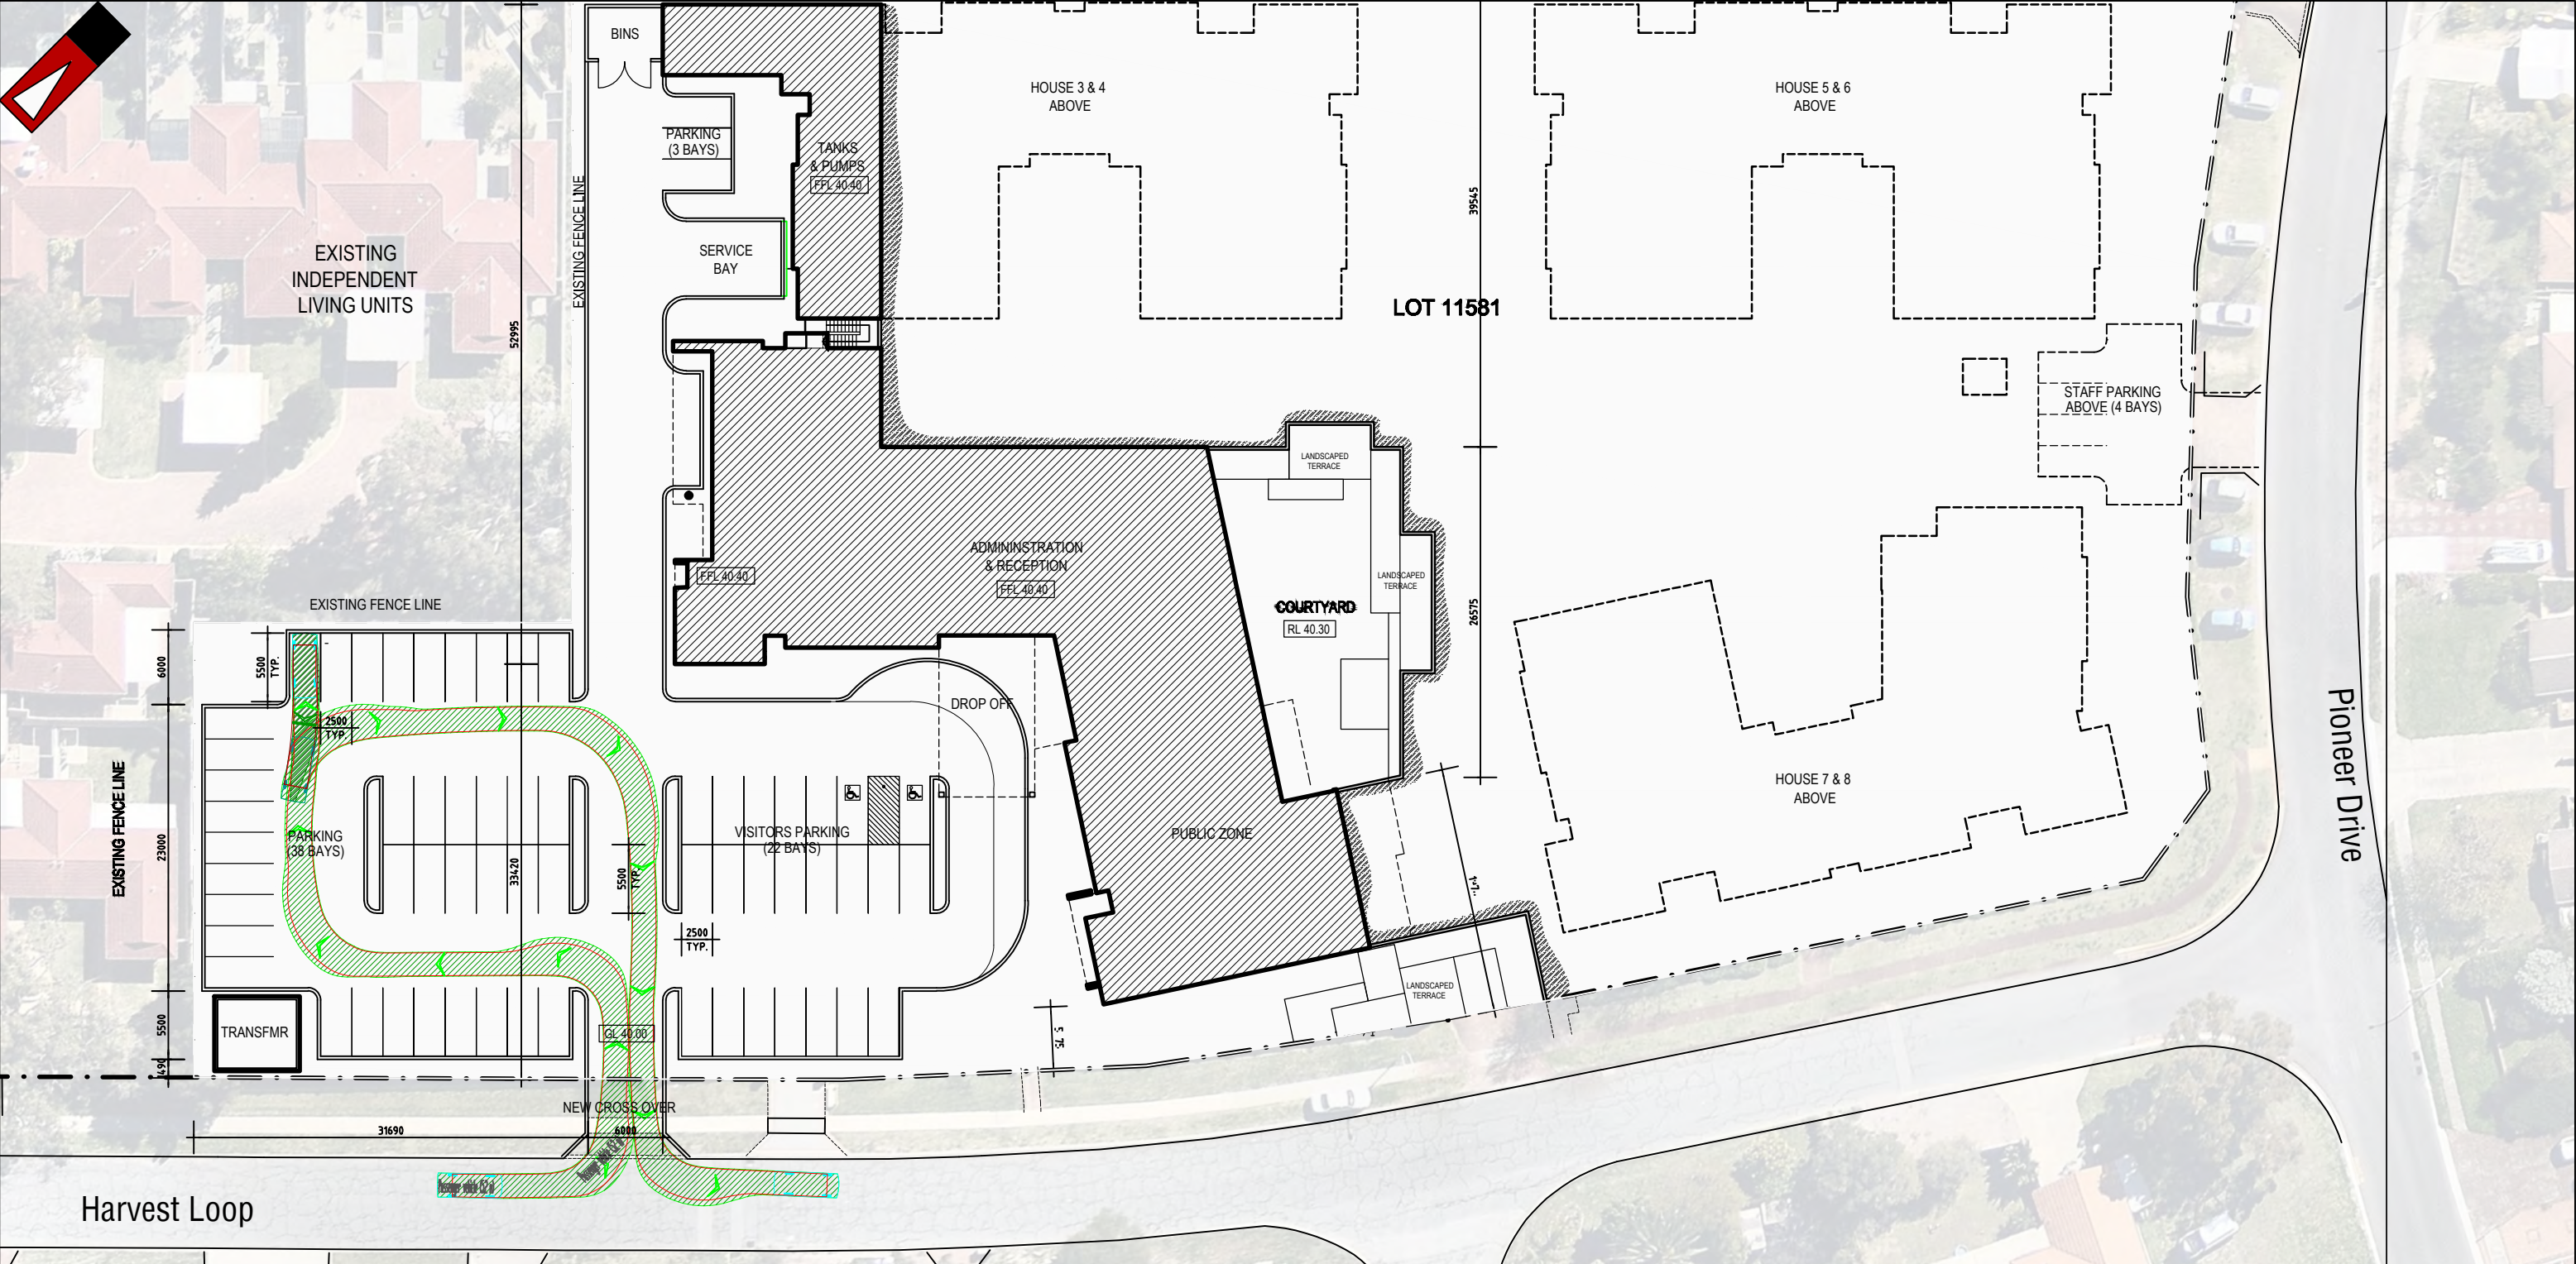 BINS
HOUSE 3 & 4
ABOVE
HOUSE 5 & 6
ABOVE
PARKING
(3 BAYS)
TANKS
& PUMPS
FFL 40.40
39545
EXISTING FENCE LINE
SERVICE
BAY
EXISTING
INDEPENDENT
LIVING UNITS
52995
LOT 11581
STAFF PARKING
ABOVE (4 BAYS)
LANDSCAPED
TERRACE
ADMININSTRATION
& RECEPTION
FFL 40.40
FFL 40.40
LANDSCAPED
TERRACE
COURTYARD
RL 40.30
26575
EXISTING FENCE LINE
6000
5500
TYP.
2500
TYP.
DROP OFF
Pioneer Drive
HOUSE 7 & 8
ABOVE
EXISTING FENCE LINE
23000
PARKING
(38 BAYS)
33420
5500
TYP.
VISITORS PARKING
(22 BAYS)
PUBLIC ZONE
2500
TYP.
LANDSCAPED
TERRACE
5500
TRANSFMR
GL 40.00
490
NEW CROSS OVER
31690
6000
Harvest Loop